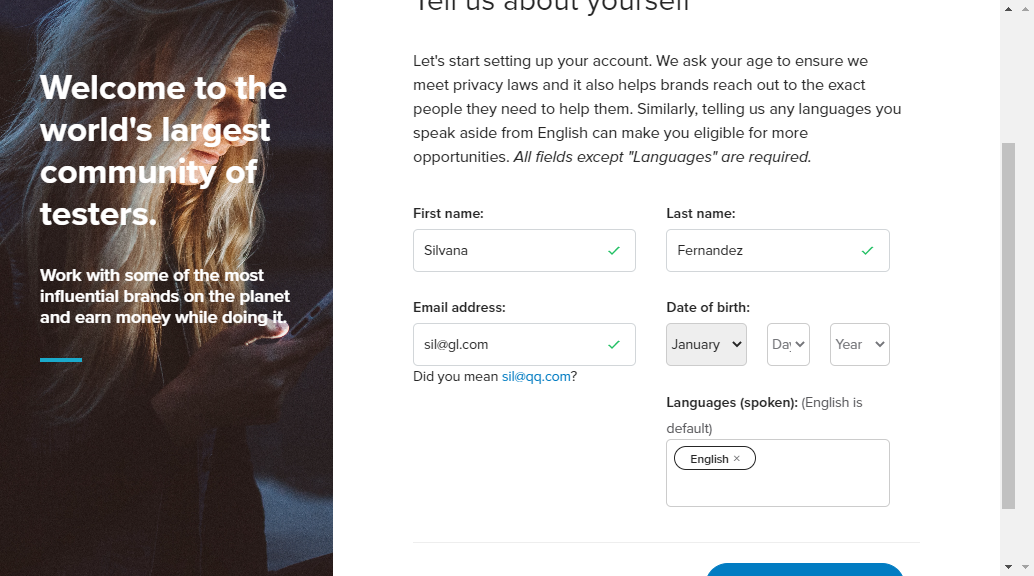 Tell us about yourself
Welcome to the
world's largest
community of
testers.
Work with some of the most
influential brands on the planet
and earn money while doing it.
Let's start setting up your account. We ask your age to ensure we
meet privacy laws and it also helps brands reach out to the exact
people they need to help them. Similarly, telling us any languages you
speak aside from English can make you eligible for more
opportunities. All fields except "Languages" are required.
First name:
Last name:
Silvana
Fernandez
Email address:
Date of birth:
sil@gl.com
January
Day
Year
Did you mean sil@qq.com?
Languages (spoken): (English is
default)
English ×